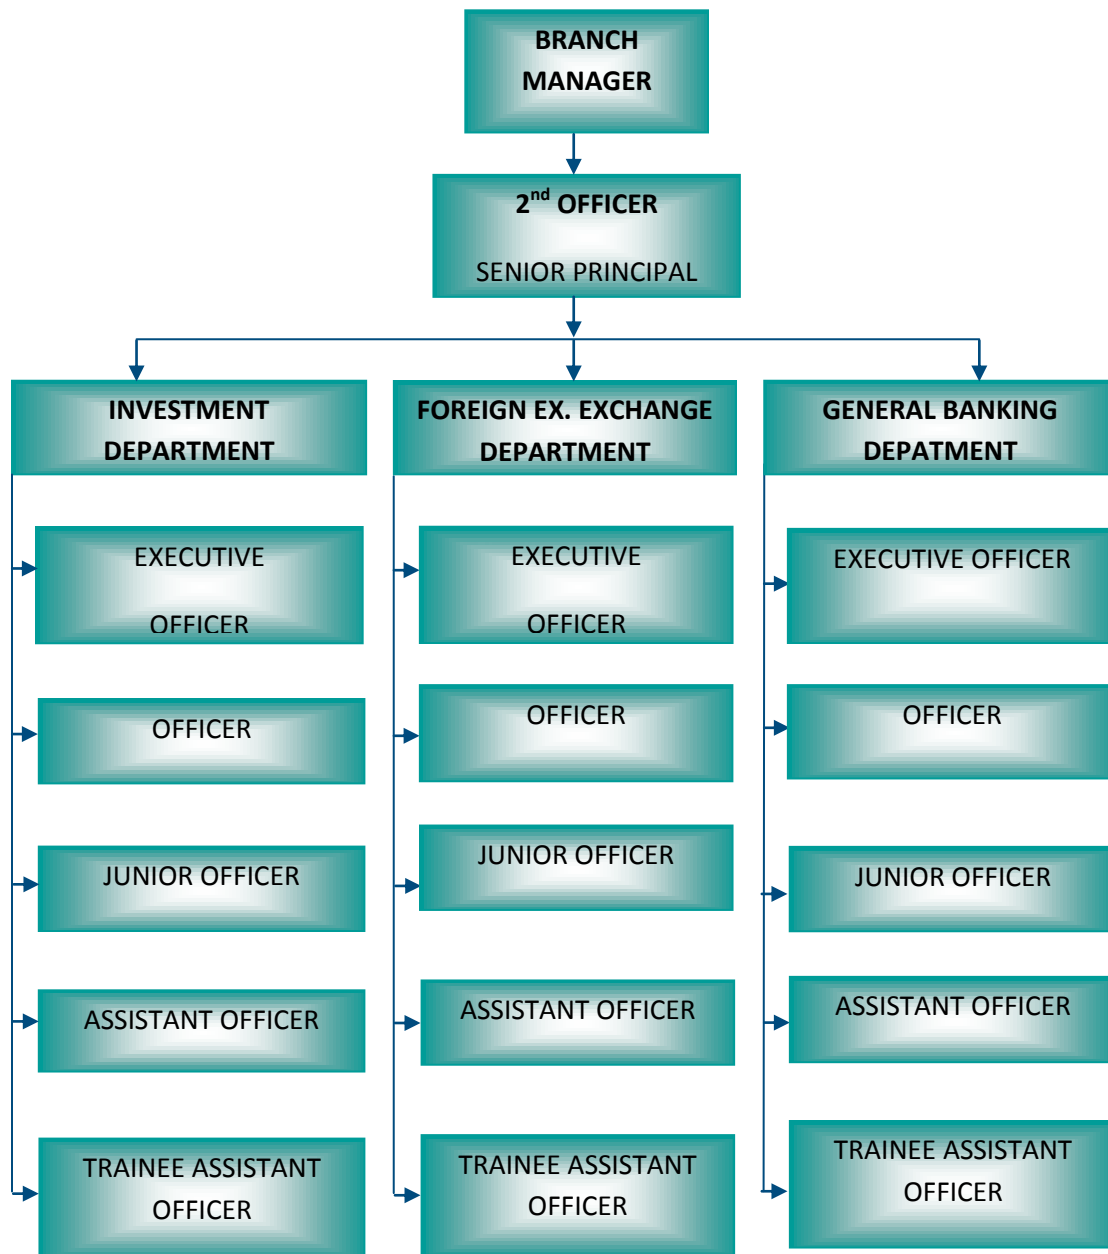 BRANCH
MANAGER
2nd OFFICER
SENIOR PRINCIPAL
INVESTMENT
DEPARTMENT
FOREIGN EX. EXCHANGE
DEPARTMENT
GENERAL BANKING
DEPATMENT
EXECUTIVE
OFFICER
EXECUTIVE
OFFICER
EXECUTIVE OFFICER
OFFICER
OFFICER
OFFICER
JUNIOR OFFICER
JUNIOR OFFICER
JUNIOR OFFICER
ASSISTANT OFFICER
ASSISTANT OFFICER
ASSISTANT OFFICER
TRAINEE ASSISTANT
OFFICER
TRAINEE ASSISTANT
OFFICER
TRAINEE ASSISTANT
OFFICER